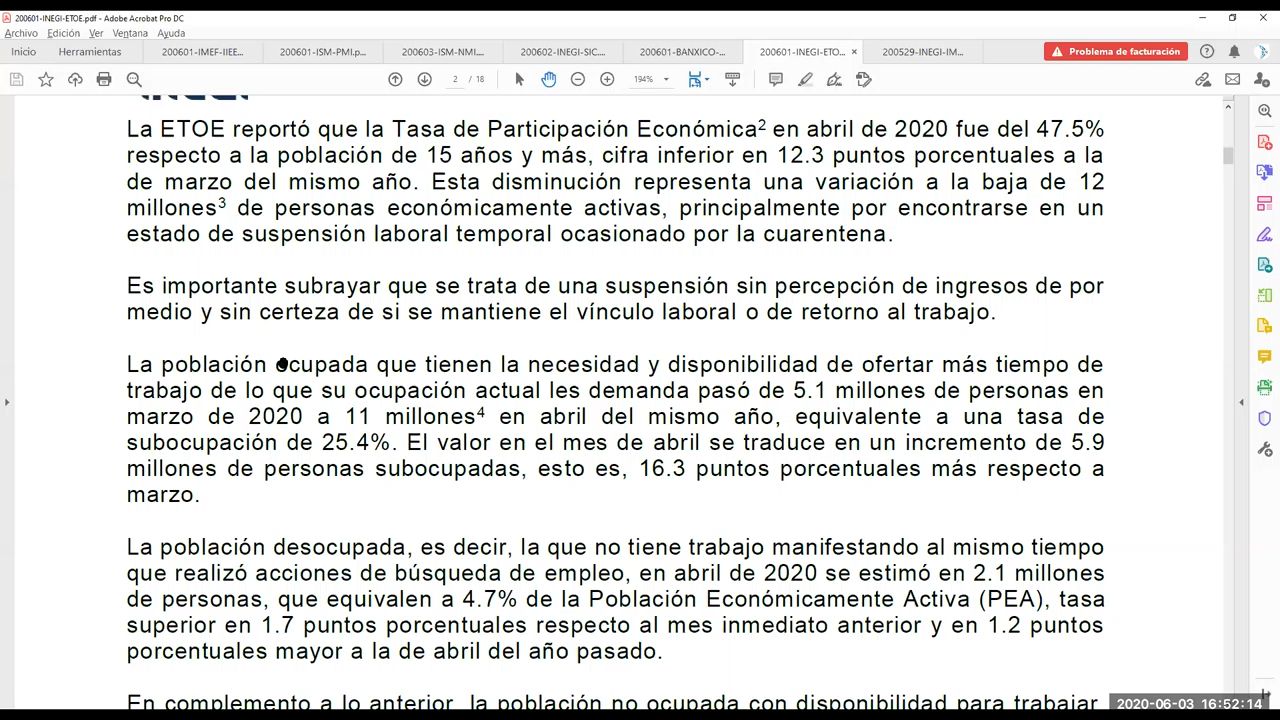 200601-INEGI-ETOE.pdf - Adobe Acrobat Pro DC
Archivo Edición Ver Ventana Ayuda
Inicio Herramientas 200601-IMEF-IIEE... 200601-ISM-PMI.p... 200603-ISM-NMI.... 200602-INEGI-SIC.... 200601-BANXICO-... 200601-INEGI-ETO... × 200529-INEGI-IM... Problema de facturación
2 / 18 194%
INEGI
La ETOE reportó que la Tasa de Participación Económica² en abril de 2020 fue del 47.5%
respecto a la población de 15 años y más, cifra inferior en 12.3 puntos porcentuales a la
de marzo del mismo año. Esta disminución representa una variación a la baja de 12
millones³ de personas económicamente activas, principalmente por encontrarse en un
estado de suspensión laboral temporal ocasionado por la cuarentena.
Es importante subrayar que se trata de una suspensión sin percepción de ingresos de por
medio y sin certeza de si se mantiene el vínculo laboral o de retorno al trabajo.
La población ocupada que tienen la necesidad y disponibilidad de ofertar más tiempo de
trabajo de lo que su ocupación actual les demanda pasó de 5.1 millones de personas en
marzo de 2020 a 11 millones⁴ en abril del mismo año, equivalente a una tasa de
subocupación de 25.4%. El valor en el mes de abril se traduce en un incremento de 5.9
millones de personas subocupadas, esto es, 16.3 puntos porcentuales más respecto a
marzo.
La población desocupada, es decir, la que no tiene trabajo manifestando al mismo tiempo
que realizó acciones de búsqueda de empleo, en abril de 2020 se estimó en 2.1 millones
de personas, que equivalen a 4.7% de la Población Económicamente Activa (PEA), tasa
superior en 1.7 puntos porcentuales respecto al mes inmediato anterior y en 1.2 puntos
porcentuales mayor a la de abril del año pasado.
En complemento a lo anterior, la población no ocupada con disponibilidad para trabajar,
2020-06-03 16:52:14